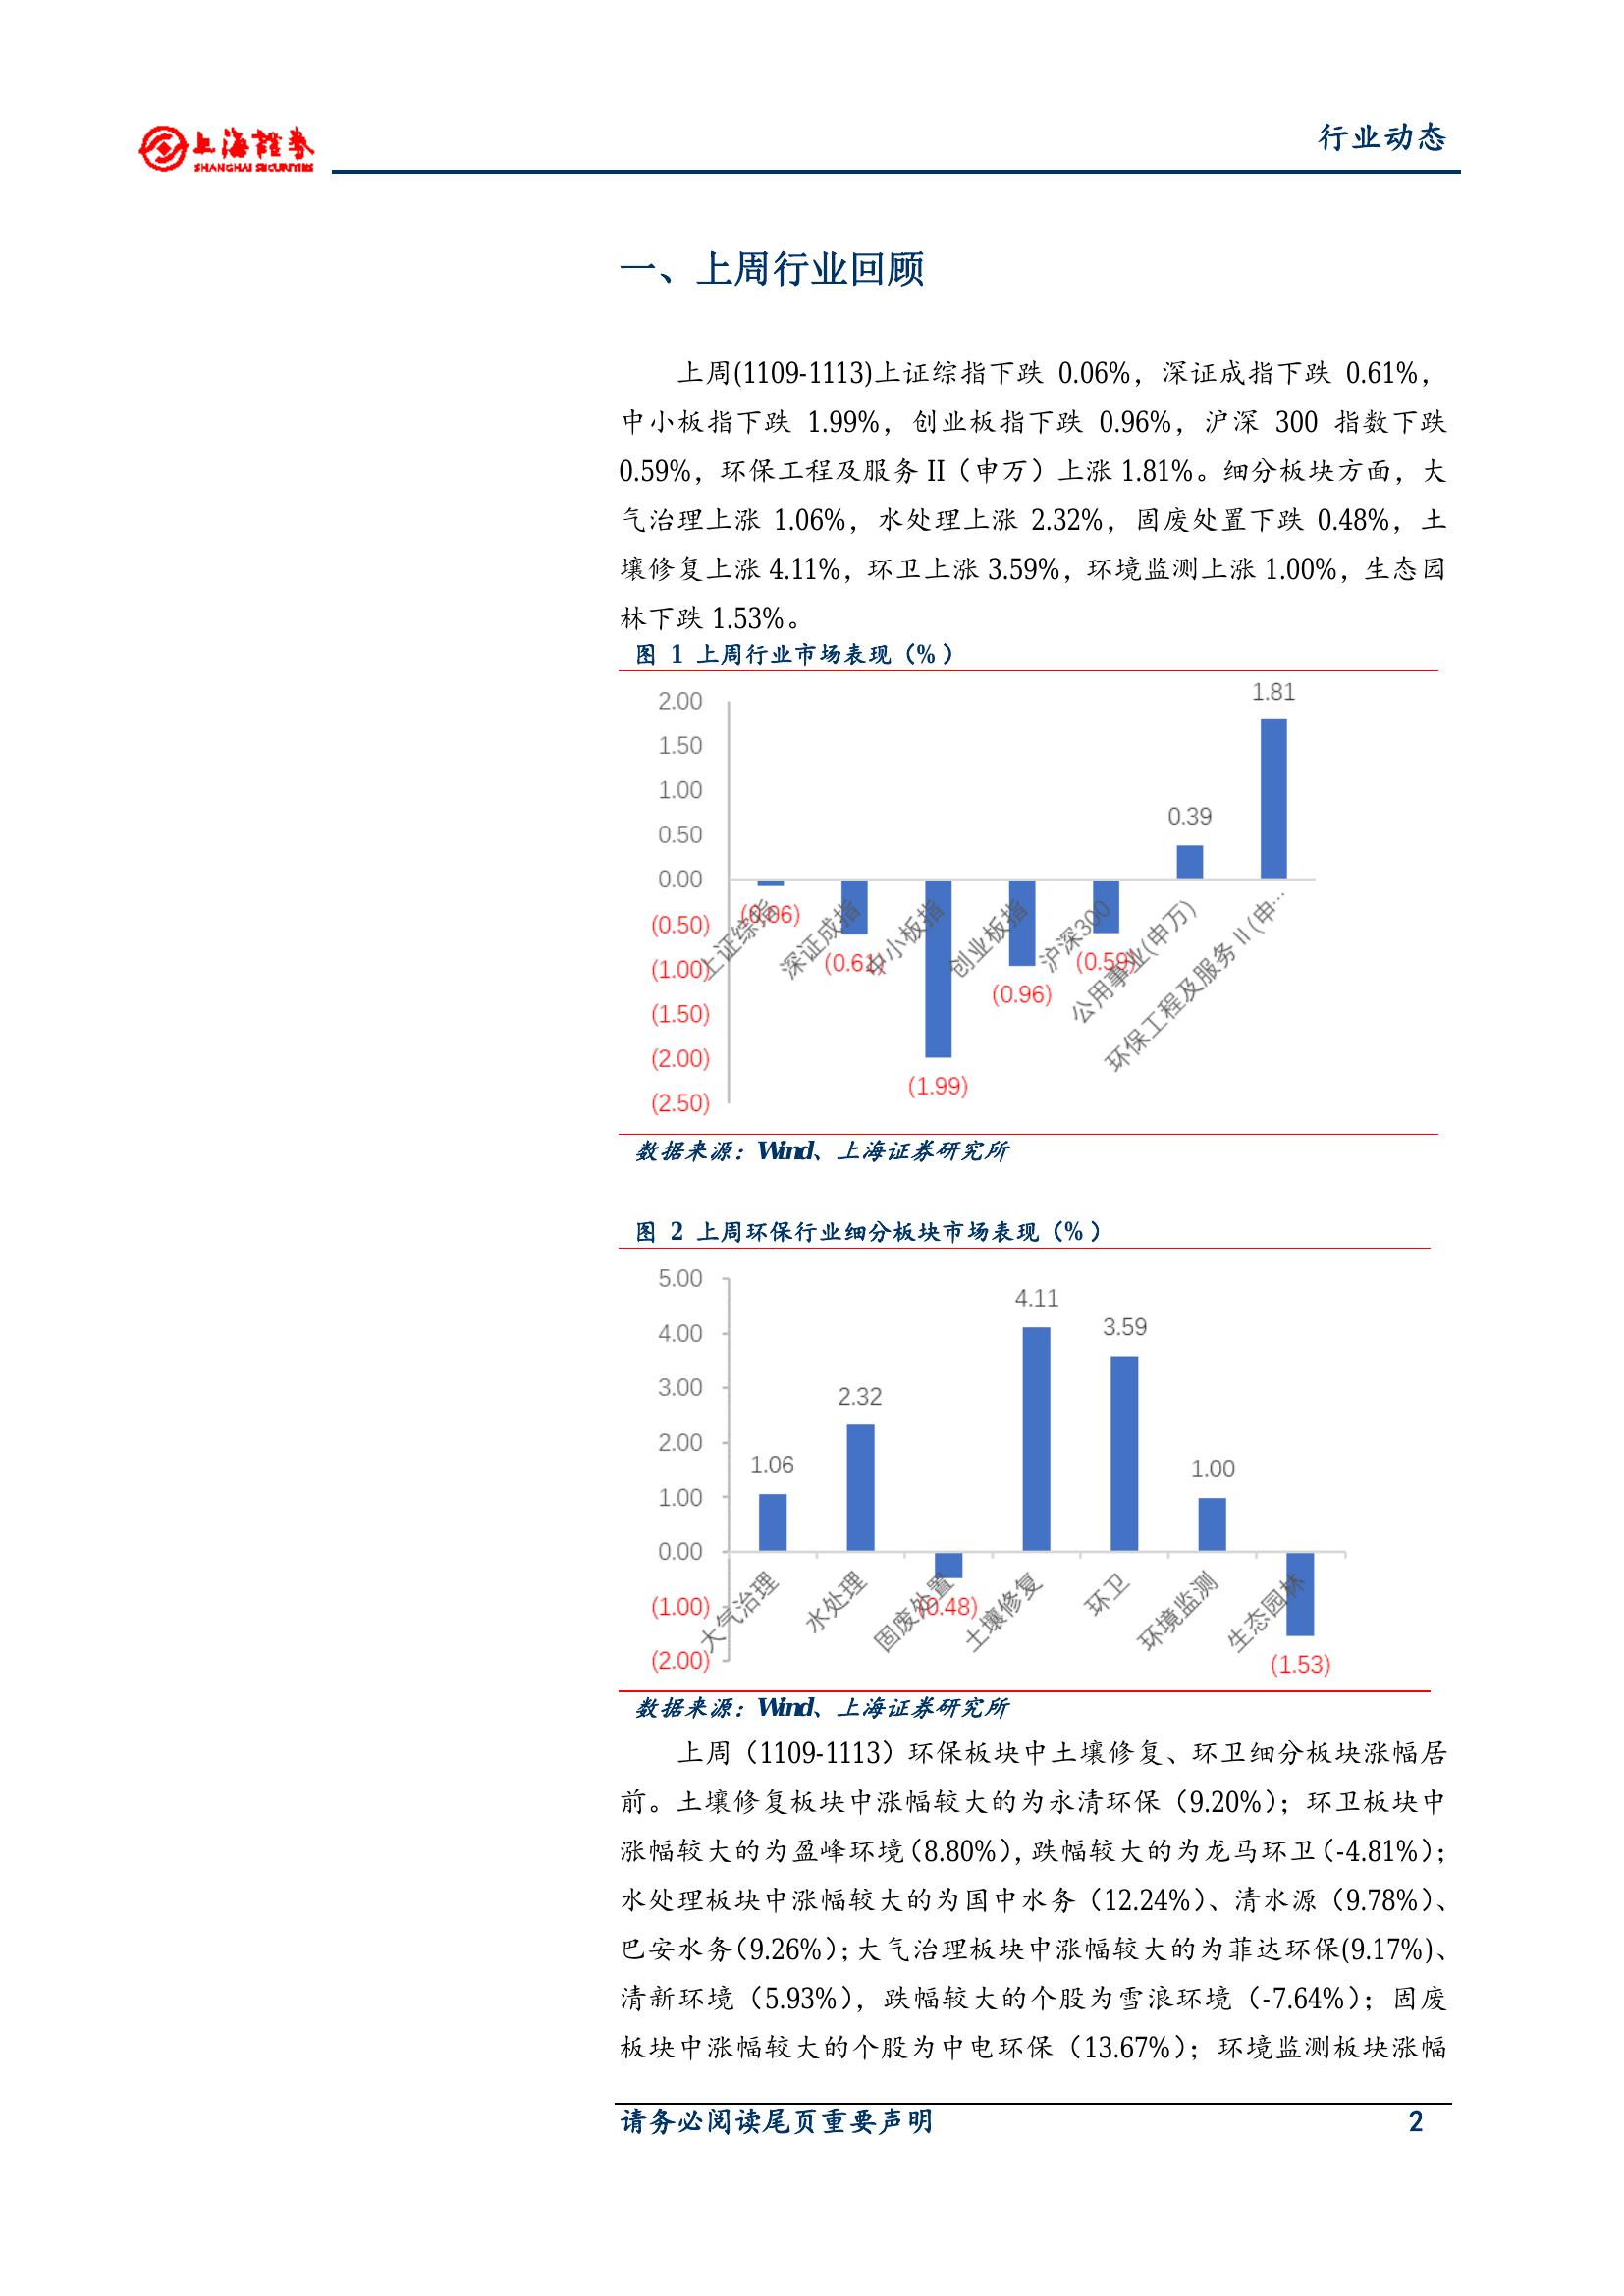 上海證券
SHANGHAI SECURITIES
行业动态
一、上周行业回顾
上周(1109-1113)上证综指下跌 0.06%，深证成指下跌 0.61%，
中小板指下跌 1.99%，创业板指下跌 0.96%，沪深 300 指数下跌
0.59%，环保工程及服务 II（申万）上涨 1.81%。细分板块方面，大
气治理上涨 1.06%，水处理上涨 2.32%，固废处置下跌 0.48%，土
壤修复上涨 4.11%，环卫上涨 3.59%，环境监测上涨 1.00%，生态园
林下跌 1.53%。
图 1 上周行业市场表现（%）
2.00
1.50
1.00
0.50
0.00
(0.50)
(1.00)
(1.50)
(2.00)
(2.50)
(0.06)
(0.61)
(1.99)
(0.96)
(0.59)
0.39
1.81
上证综指
深证成指
中小板指
创业板指
沪深300
公用事业(申万)
环保工程及服务Ⅱ(申…
数据来源：Wind、上海证券研究所
图 2 上周环保行业细分板块市场表现（%）
5.00
4.00
3.00
2.00
1.00
0.00
(1.00)
(2.00)
1.06
2.32
(0.48)
4.11
3.59
1.00
(1.53)
大气治理
水处理
固废处置
土壤修复
环卫
环境监测
生态园林
数据来源：Wind、上海证券研究所
上周（1109-1113）环保板块中土壤修复、环卫细分板块涨幅居
前。土壤修复板块中涨幅较大的为永清环保（9.20%）；环卫板块中
涨幅较大的为盈峰环境（8.80%），跌幅较大的为龙马环卫（-4.81%）；
水处理板块中涨幅较大的为国中水务（12.24%）、清水源（9.78%）、
巴安水务（9.26%）；大气治理板块中涨幅较大的为菲达环保(9.17%)、
清新环境（5.93%），跌幅较大的个股为雪浪环境（-7.64%）；固废
板块中涨幅较大的个股为中电环保（13.67%）；环境监测板块涨幅
请务必阅读尾页重要声明
2